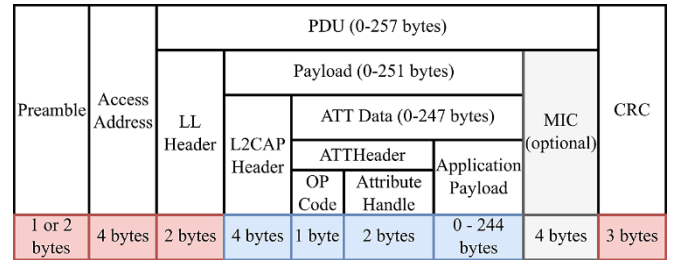 PDU (0-257 bytes)
Payload (0-251 bytes)
Preamble
Access
Address
LL
Header
L2CAP
Header
ATT Data (0-247 bytes)
ATTHeader
OP
Code
Attribute
Handle
Application
Payload
MIC
(optional)
CRC
1 or 2
bytes
4 bytes
2 bytes
4 bytes
1 byte
2 bytes
0 - 244
bytes
4 bytes
3 bytes